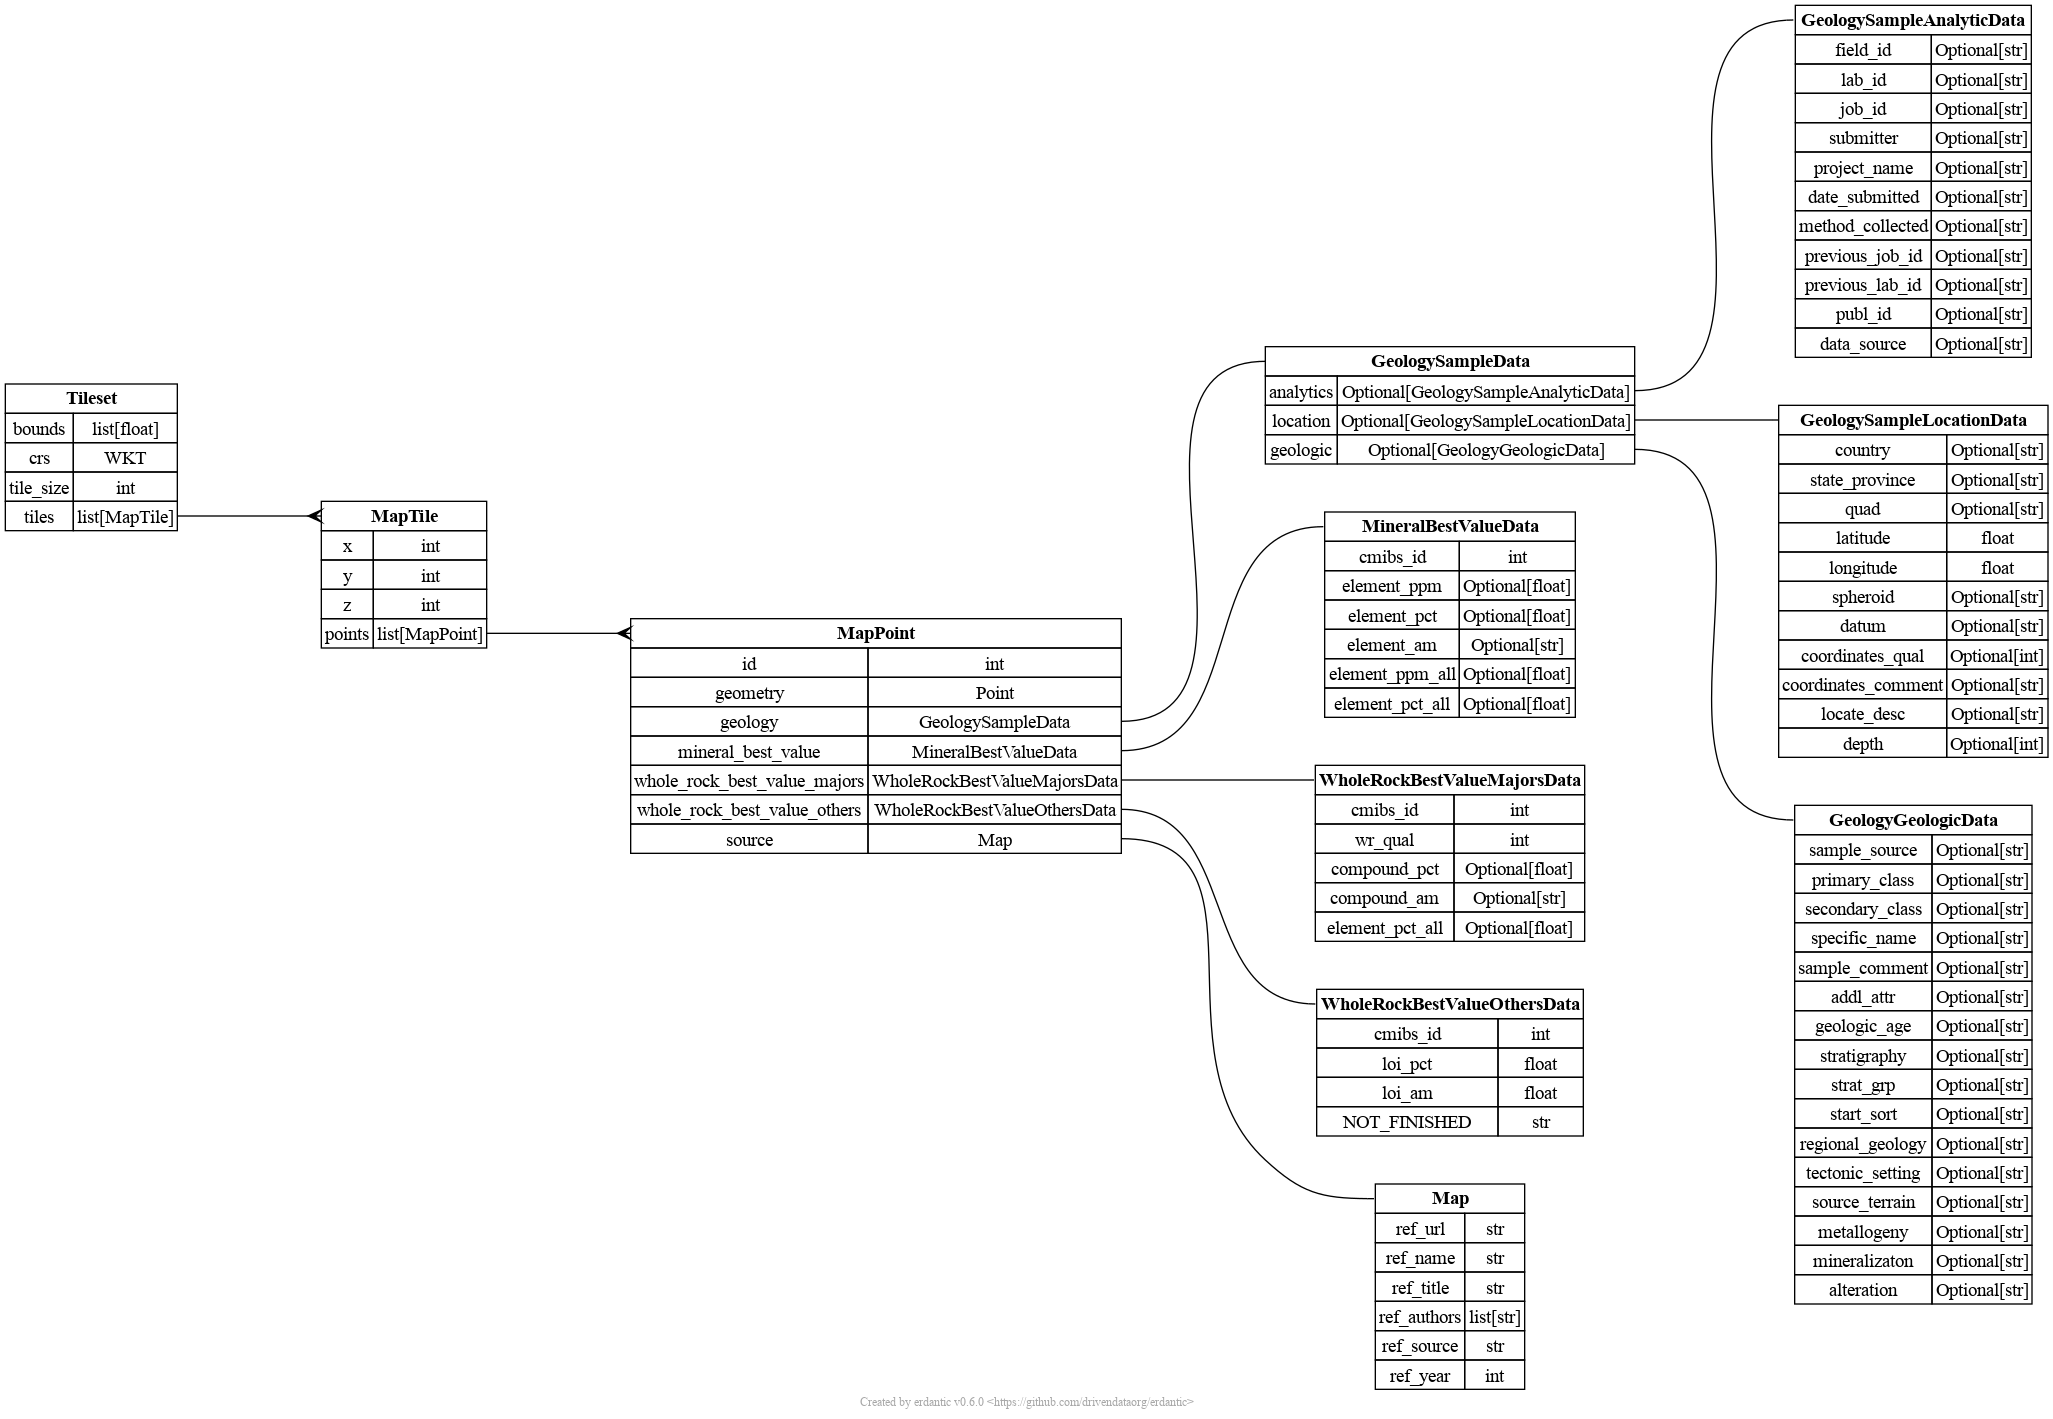 Tileset
bounds list[float]
crs WKT
tile_size int
tiles list[MapTile]
MapTile
x int
y int
z int
points list[MapPoint]
MapPoint
id int
geometry Point
geology GeologySampleData
mineral_best_value MineralBestValueData
whole_rock_best_value_majors WholeRockBestValueMajorsData
whole_rock_best_value_others WholeRockBestValueOthersData
source Map
GeologySampleData
analytics Optional[GeologySampleAnalyticData]
location Optional[GeologySampleLocationData]
geologic Optional[GeologyGeologicData]
MineralBestValueData
cmibs_id int
element_ppm Optional[float]
element_pct Optional[float]
element_am Optional[str]
element_ppm_all Optional[float]
element_pct_all Optional[float]
WholeRockBestValueMajorsData
cmibs_id int
wr_qual int
compound_pct Optional[float]
compound_am Optional[str]
element_pct_all Optional[float]
WholeRockBestValueOthersData
cmibs_id int
loi_pct float
loi_am float
NOT_FINISHED str
Map
ref_url str
ref_name str
ref_title str
ref_authors list[str]
ref_source str
ref_year int
GeologySampleAnalyticData
field_id Optional[str]
lab_id Optional[str]
job_id Optional[str]
submitter Optional[str]
project_name Optional[str]
date_submitted Optional[str]
method_collected Optional[str]
previous_job_id Optional[str]
previous_lab_id Optional[str]
publ_id Optional[str]
data_source Optional[str]
GeologySampleLocationData
country Optional[str]
state_province Optional[str]
quad Optional[str]
latitude float
longitude float
spheroid Optional[str]
datum Optional[str]
coordinates_qual Optional[int]
coordinates_comment Optional[str]
locate_desc Optional[str]
depth Optional[int]
GeologyGeologicData
sample_source Optional[str]
primary_class Optional[str]
secondary_class Optional[str]
specific_name Optional[str]
sample_comment Optional[str]
addl_attr Optional[str]
geologic_age Optional[str]
stratigraphy Optional[str]
strat_grp Optional[str]
start_sort Optional[str]
regional_geology Optional[str]
tectonic_setting Optional[str]
source_terrain Optional[str]
metallogeny Optional[str]
mineralizaton Optional[str]
alteration Optional[str]
Created by erdantic v0.6.0 <https://github.com/drivendataorg/erdantic>